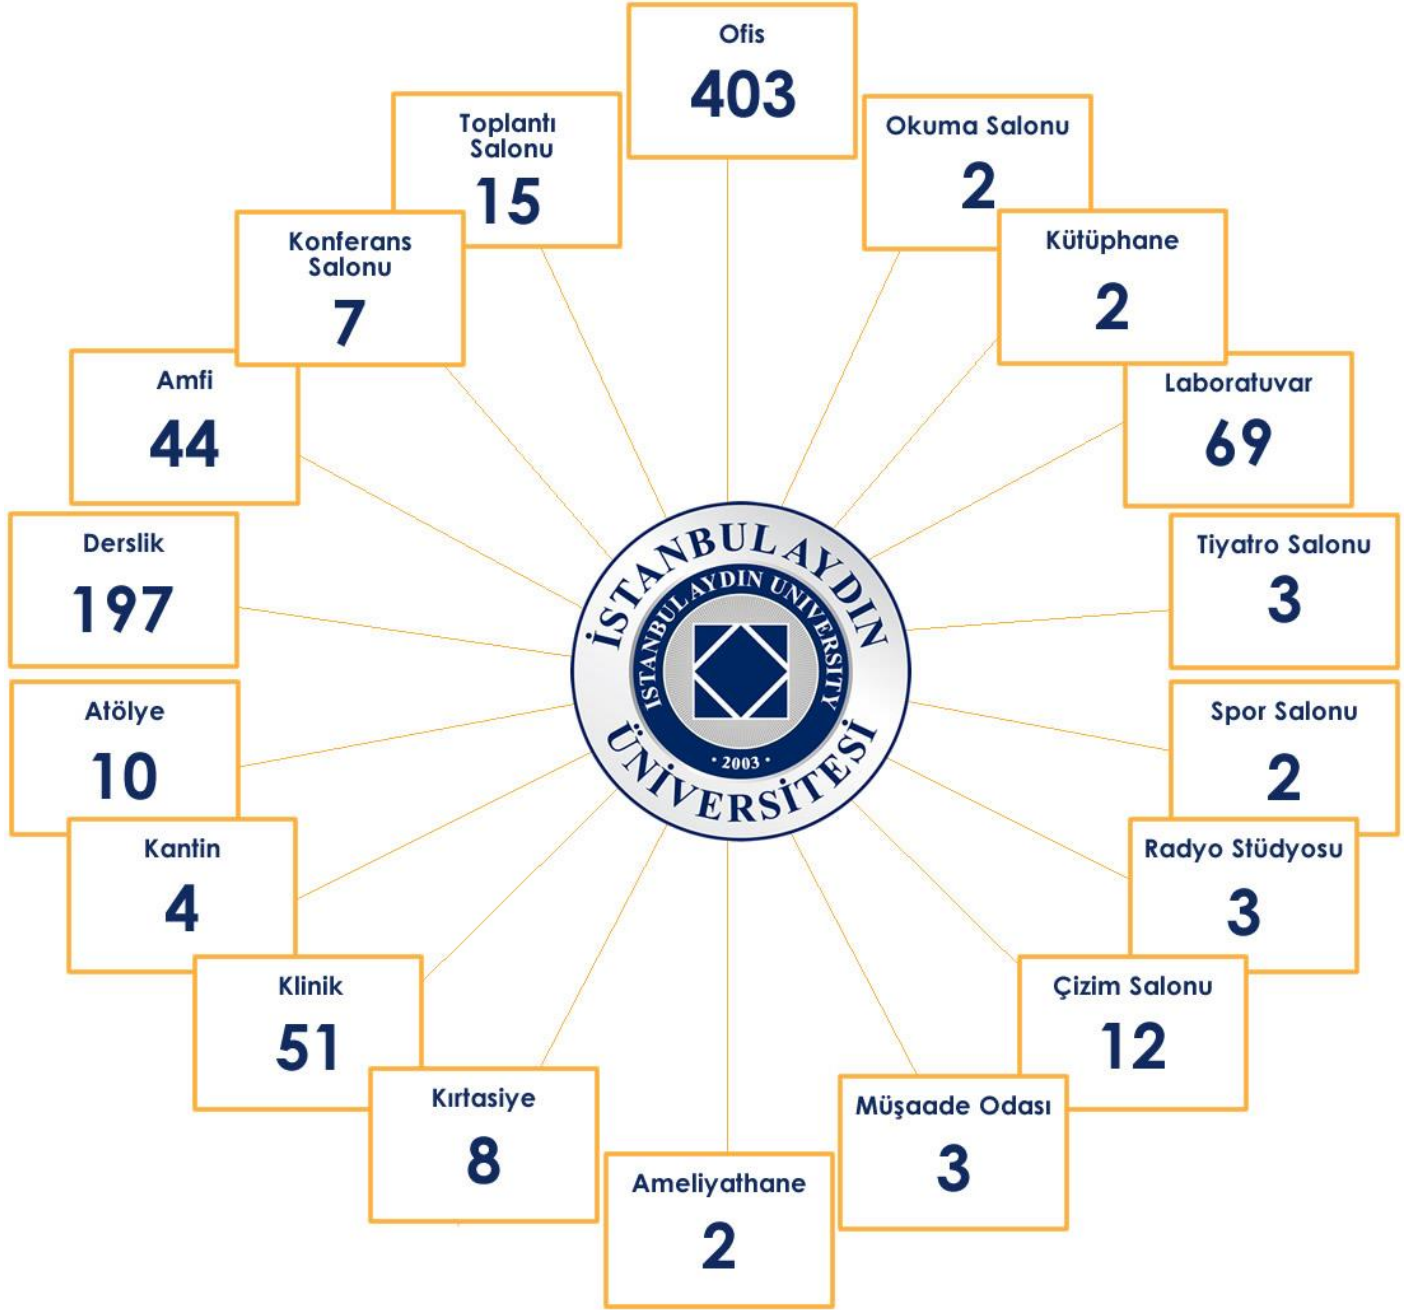 Ofis
403
Okuma Salonu
2
Kütüphane
2
Laboratuvar
69
Tiyatro Salonu
3
Spor Salonu
2
Radyo Stüdyosu
3
Çizim Salonu
12
Müşaade Odası
3
Ameliyathane
2
Kırtasiye
8
Klinik
51
Kantin
4
Atölye
10
Derslik
197
Amfi
44
Konferans
Salonu
7
Toplantı
Salonu
15
İSTANBUL AYDIN
ÜNİVERSİTESİ
ISTANBUL AYDIN UNIVERSITY
· 2003 ·